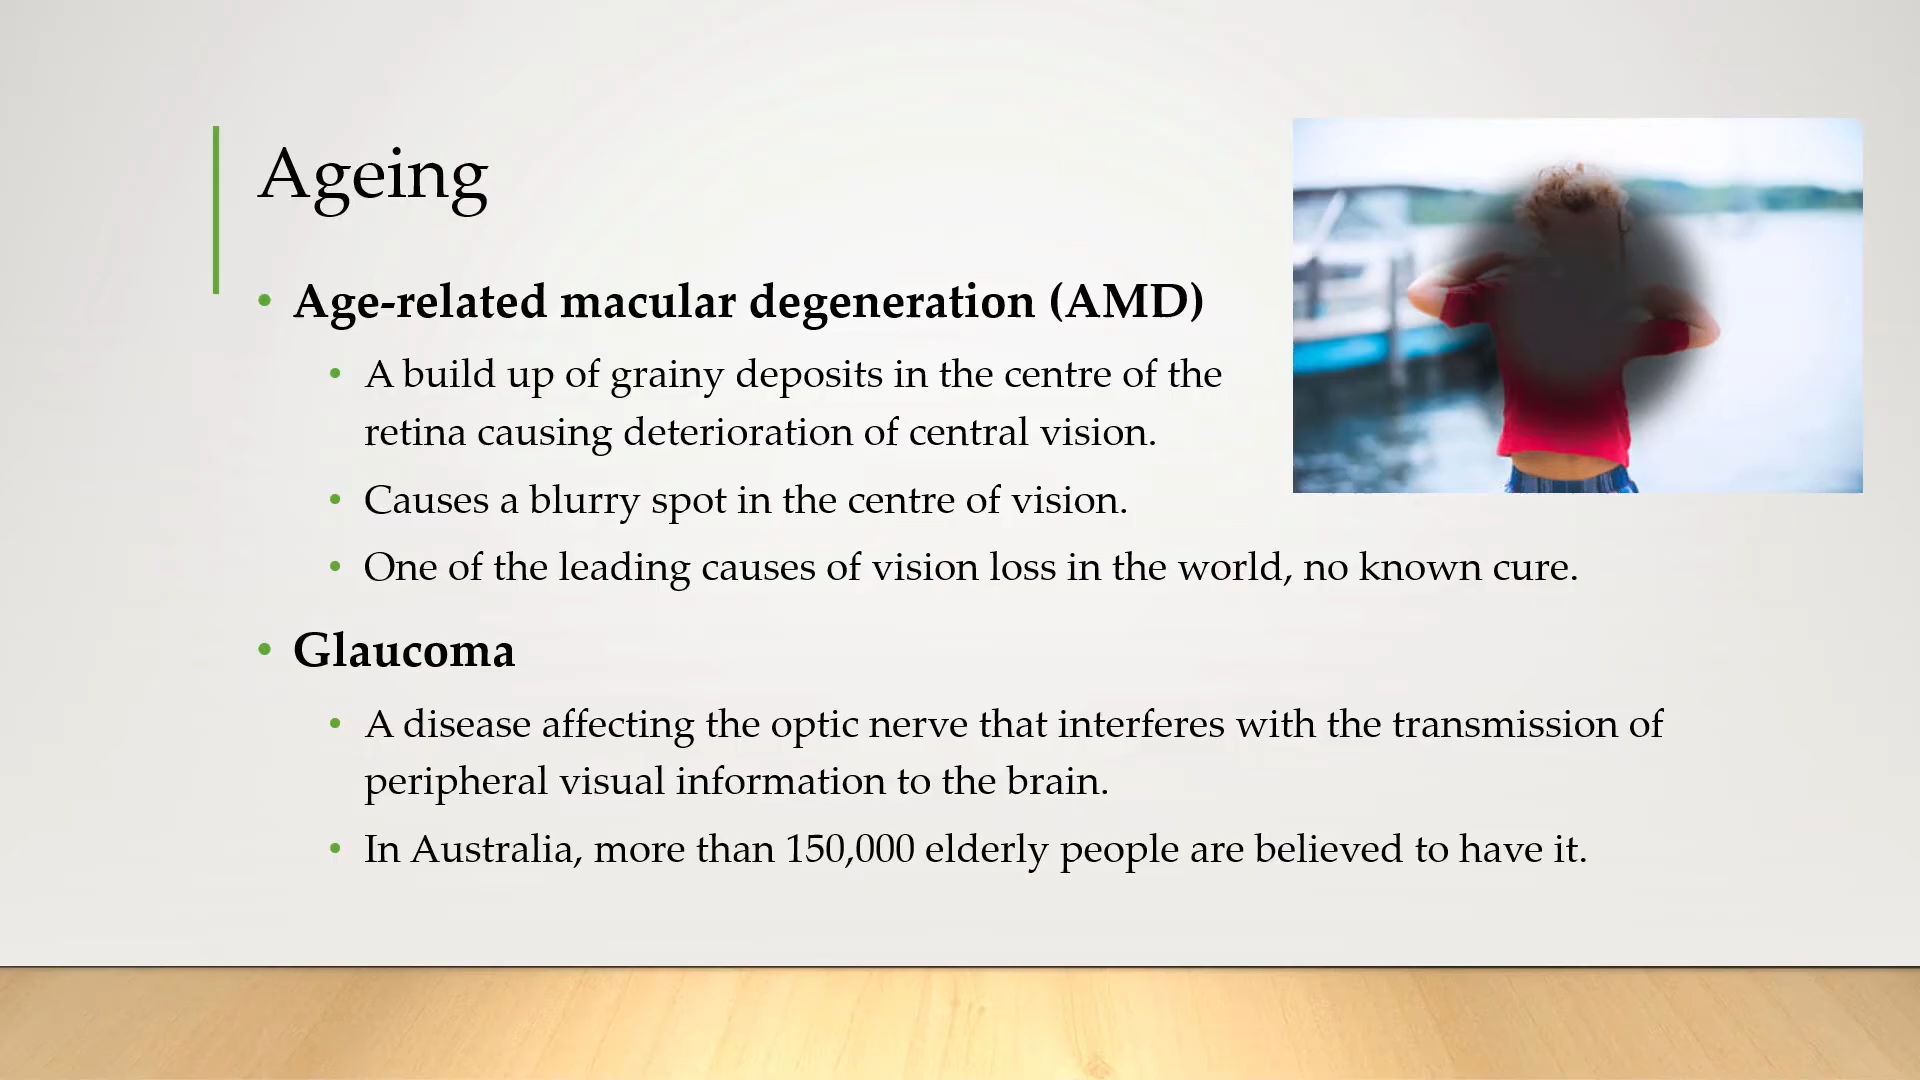 Ageing
• Age-related macular degeneration (AMD)
• A build up of grainy deposits in the centre of the
retina causing deterioration of central vision.
• Causes a blurry spot in the centre of vision.
• One of the leading causes of vision loss in the world, no known cure.
• Glaucoma
• A disease affecting the optic nerve that interferes with the transmission of
peripheral visual information to the brain.
• In Australia, more than 150,000 elderly people are believed to have it.